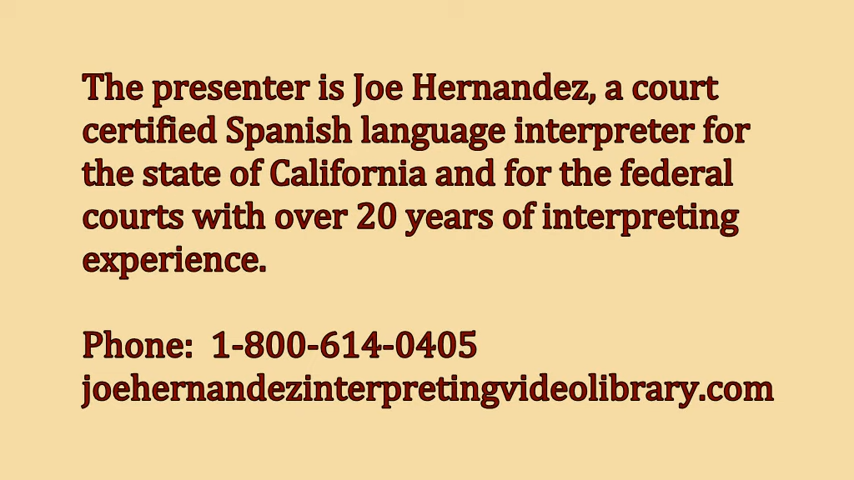 The presenter is Joe Hernandez, a court
certified Spanish language interpreter for
the state of California and for the federal
courts with over 20 years of interpreting
experience.
Phone:  1-800-614-0405
joehernandezinterpretingvideolibrary.com